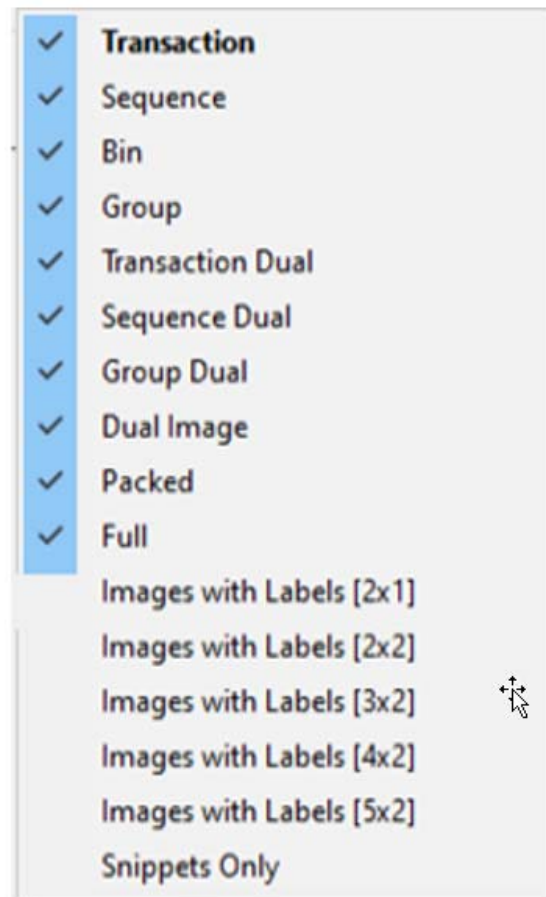 Transaction
Sequence
Bin
Group
Transaction Dual
Sequence Dual
Group Dual
Dual Image
Packed
Full
Images with Labels [2x1]
Images with Labels [2x2]
Images with Labels [3x2]
Images with Labels [4x2]
Images with Labels [5x2]
Snippets Only